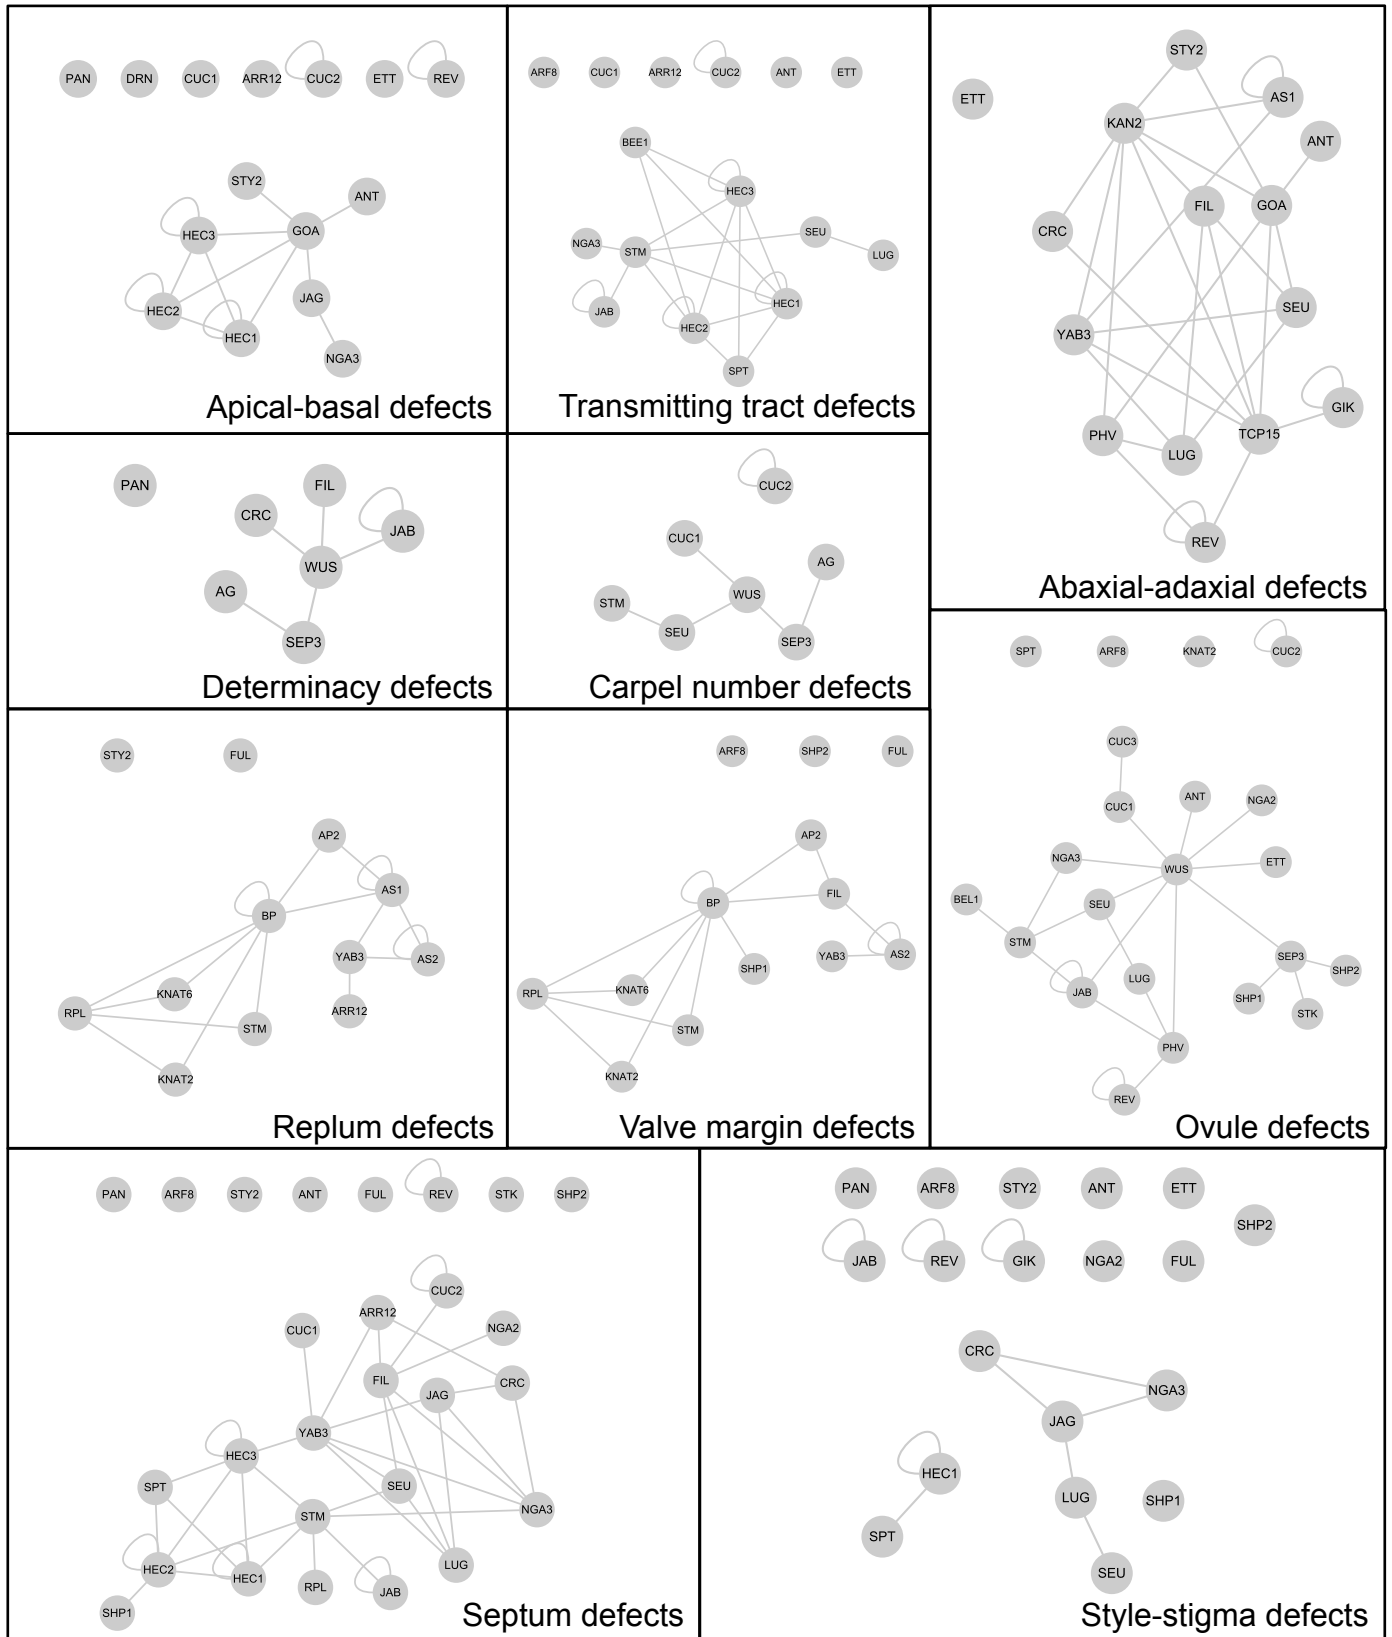 PAN DRN CUC1 ARR12 CUC2 ETT REV
STY2
ANT
HEC3 GOA
JAG
HEC2
HEC1
NGA3
Apical-basal defects
ARF8 CUC1 ARR12 CUC2 ANT ETT
BEE1
HEC3
SEU
NGA3 STM LUG
HEC1
JAB
HEC2
SPT
Transmitting tract defects
STY2
ETT AS1
KAN2
ANT
FIL GOA
CRC
SEU
YAB3
GIK
PHV TCP15
LUG
REV
Abaxial-adaxial defects
PAN FIL
CRC
JAB
WUS
AG
SEP3
Determinacy defects
CUC2
CUC1
AG
WUS
STM
SEU
SEP3
Carpel number defects
SPT ARF8 KNAT2 CUC2
CUC3
ANT NGA2
CUC1
NGA3 ETT
WUS
BEL1 SEU
STM
SEP3
SHP2
LUG
JAB
SHP1
STK
PHV
REV
Ovule defects
STY2 FUL
AP2
AS1
BP
YAB3 AS2
KNAT6
RPL ARR12
STM
KNAT2
Replum defects
ARF8 SHP2 FUL
AP2
FIL
BP
YAB3 AS2
SHP1
RPL KNAT6
STM
KNAT2
Valve margin defects
PAN ARF8 STY2 ANT FUL REV STK SHP2
CUC2
ARR12
CUC1 NGA2
FIL CRC
JAG
YAB3
HEC3
SPT SEU
NGA3
STM
LUG
HEC2
HEC1
RPL JAB
SHP1
Septum defects
PAN ARF8 STY2 ANT ETT
SHP2
JAB REV GIK NGA2 FUL
CRC
NGA3
JAG
HEC1
LUG SHP1
SPT
SEU
Style-stigma defects